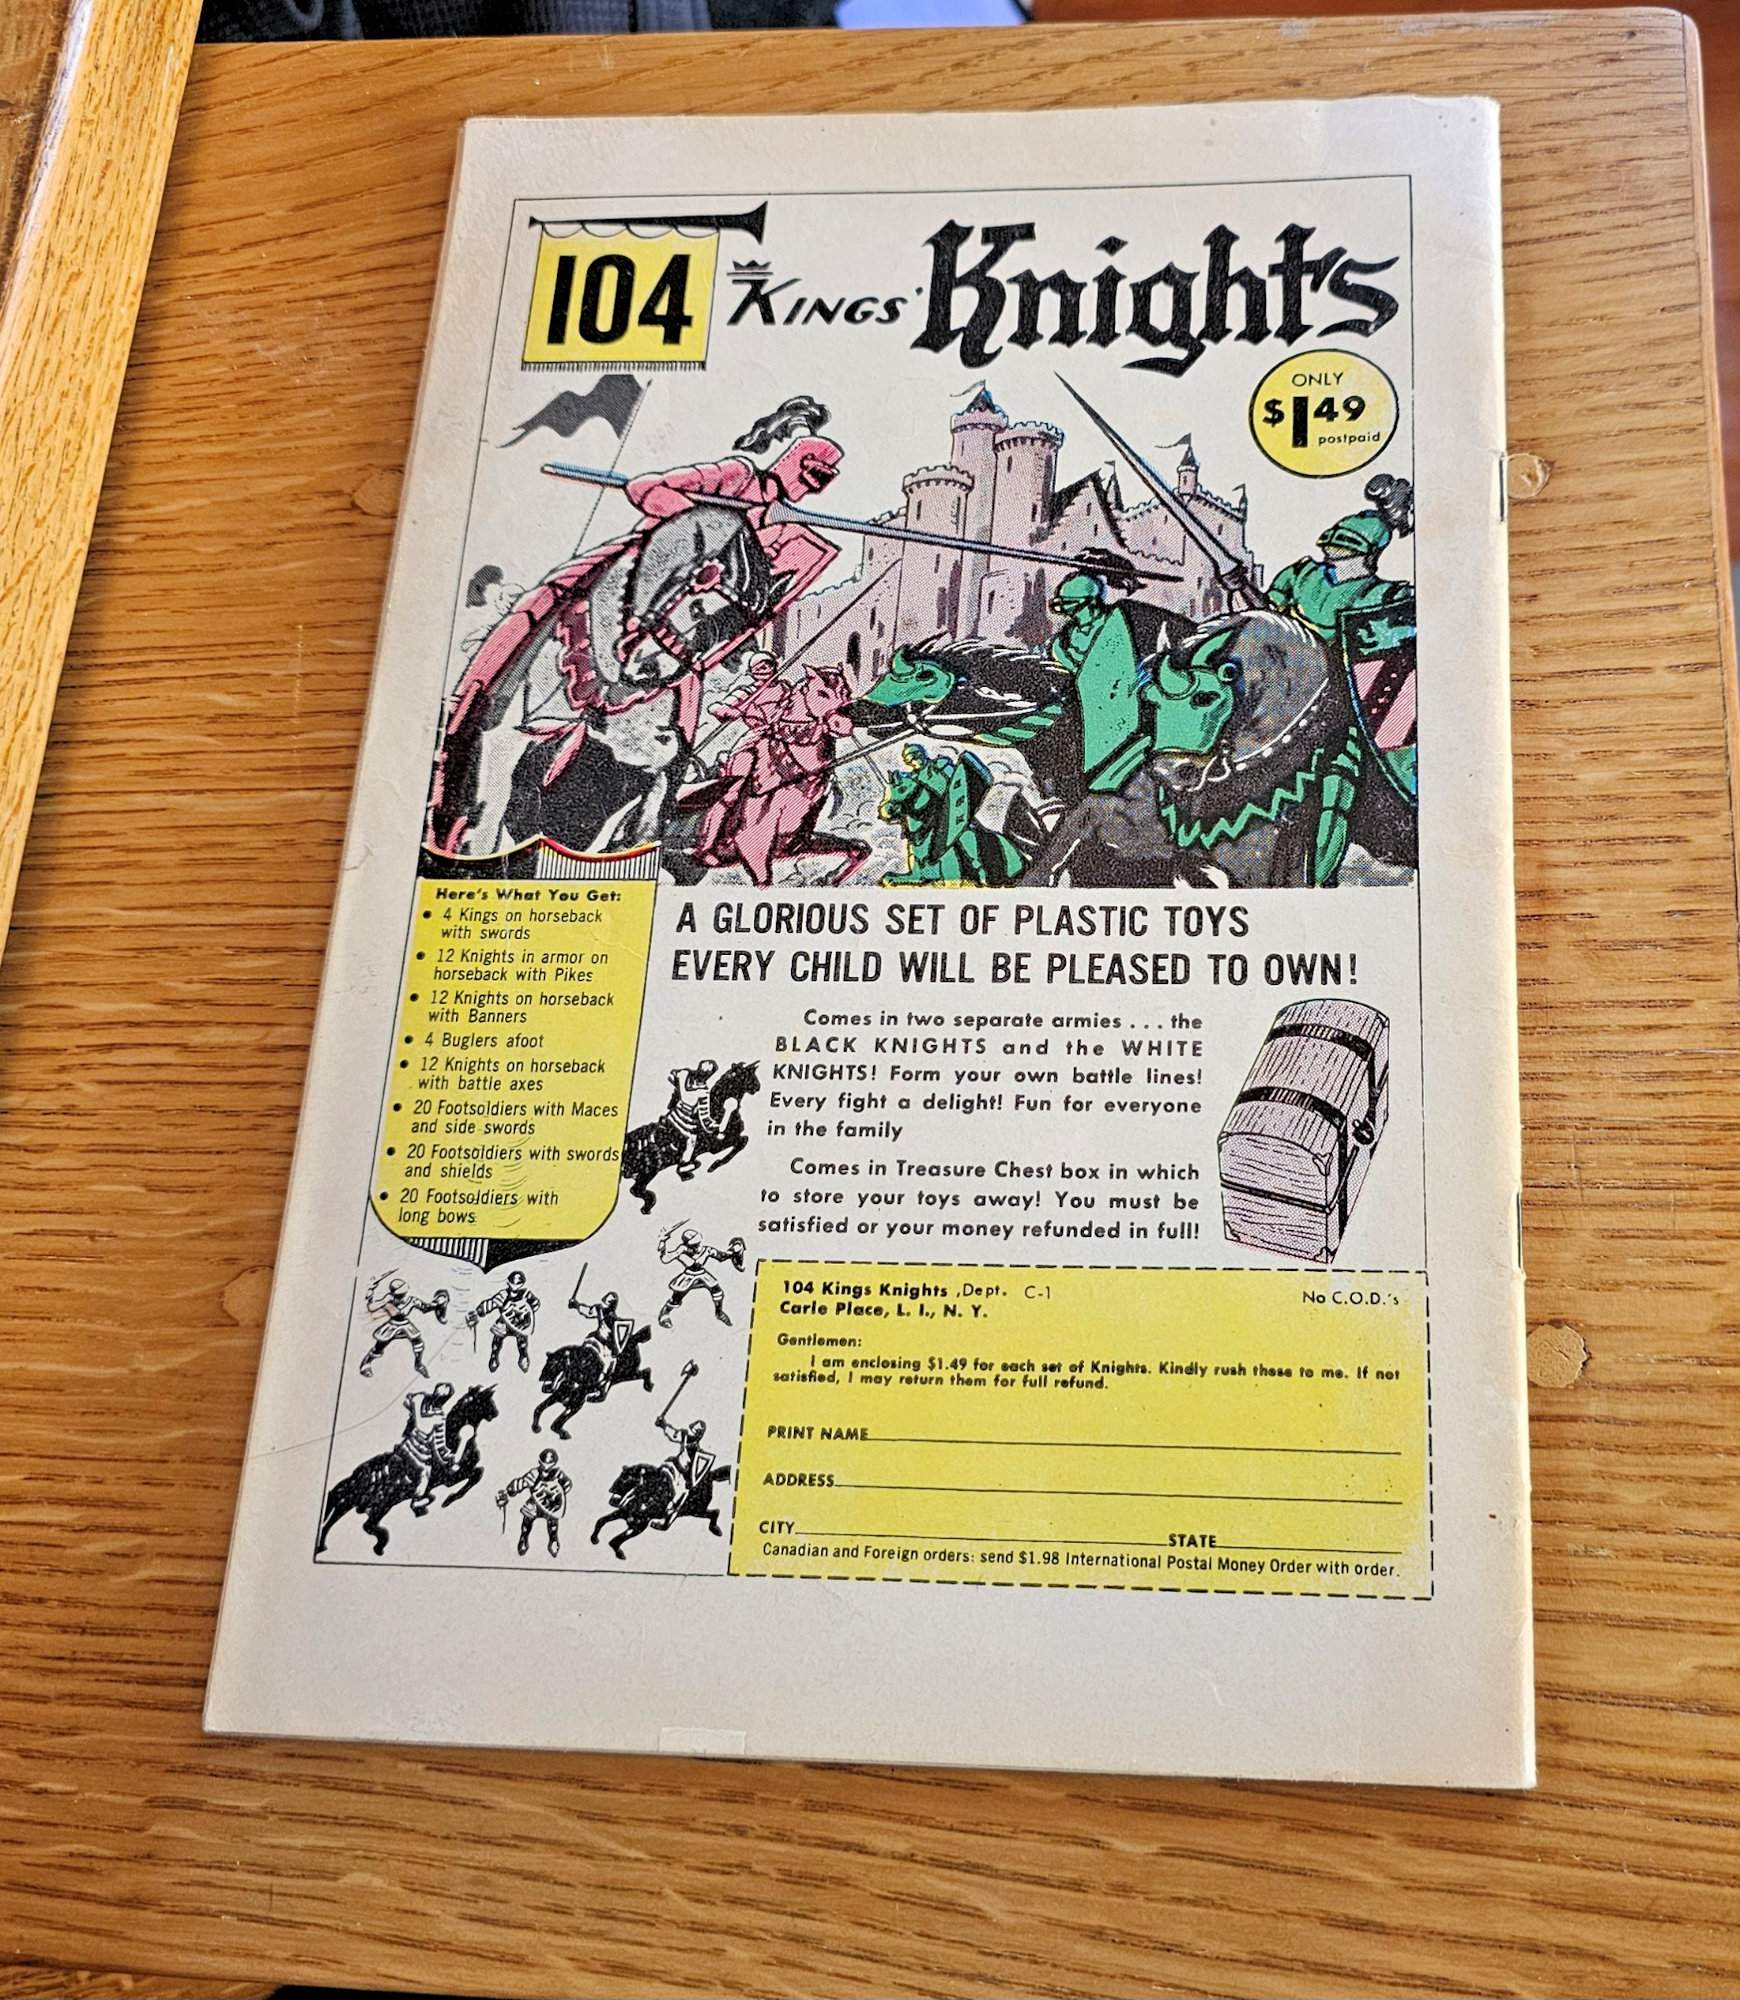 104 KINGS' Knights
ONLY
$1.49
postpaid
Here's What You Get:
• 4 Kings on horseback
with swords
• 12 Knights in armor on
horseback with Pikes
• 12 Knights on horseback
with Banners
• 4 Buglers afoot
• 12 Knights on horseback
with battle axes
• 20 Footsoldiers with Maces
and side swords
• 20 Footsoldiers with swords
and shields
• 20 Footsoldiers with
long bows
A GLORIOUS SET OF PLASTIC TOYS
EVERY CHILD WILL BE PLEASED TO OWN!
Comes in two separate armies . . . the
BLACK KNIGHTS and the WHITE
KNIGHTS! Form your own battle lines!
Every fight a delight! Fun for everyone
in the family
Comes in Treasure Chest box in which
to store your toys away! You must be
satisfied or your money refunded in full!
104 Kings Knights ,Dept. C-1 No C.O.D.'s
Carle Place, L. I., N. Y.
Gentlemen:
I am enclosing $1.49 for each set of Knights. Kindly rush these to me. If not
satisfied, I may return them for full refund.
PRINT NAME
ADDRESS
CITY STATE
Canadian and Foreign orders: send $1.98 International Postal Money Order with order.